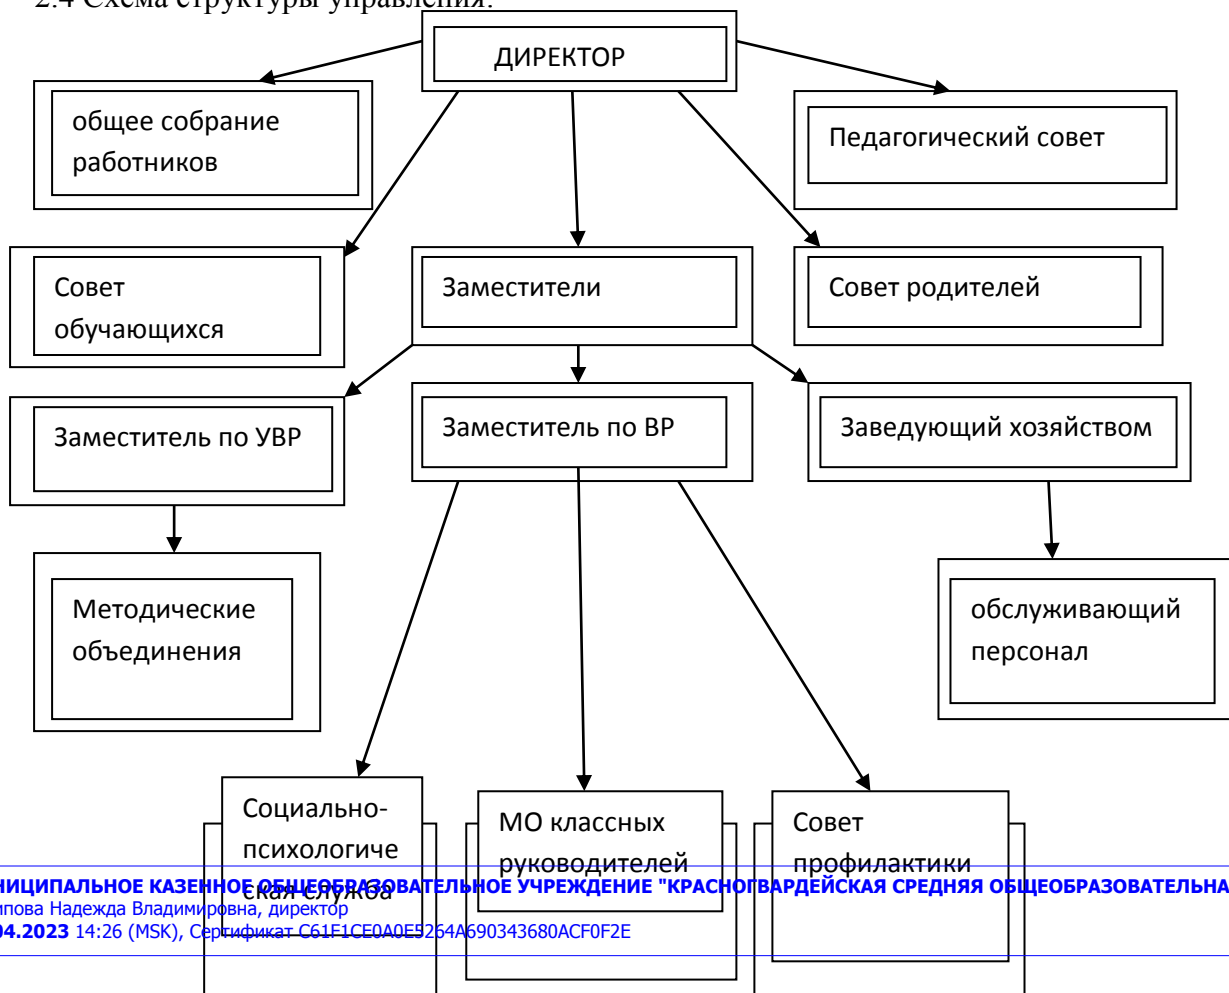 2.4 Схема структуры управления.
ДИРЕКТОР
общее собрание
работников
Педагогический совет
Совет
обучающихся
Заместители
Совет родителей
Заместитель по УВР
Заместитель по ВР
Заведующий хозяйством
Методические
объединения
обслуживающий
персонал
Социально-
психологиче
ская служба
МО классных
руководителей
Совет
профилактики
НИЦИПАЛЬНОЕ КАЗЕННОЕ ОБЩЕОБРАЗОВАТЕЛЬНОЕ УЧРЕЖДЕНИЕ "КРАСНОГВАРДЕЙСКАЯ СРЕДНЯЯ ОБЩЕОБРАЗОВАТЕЛЬНА
ипова Надежда Владимировна, директор
04.2023 14:26 (MSK), Сертификат C61F1CE0A0E5264A690343680ACF0F2E